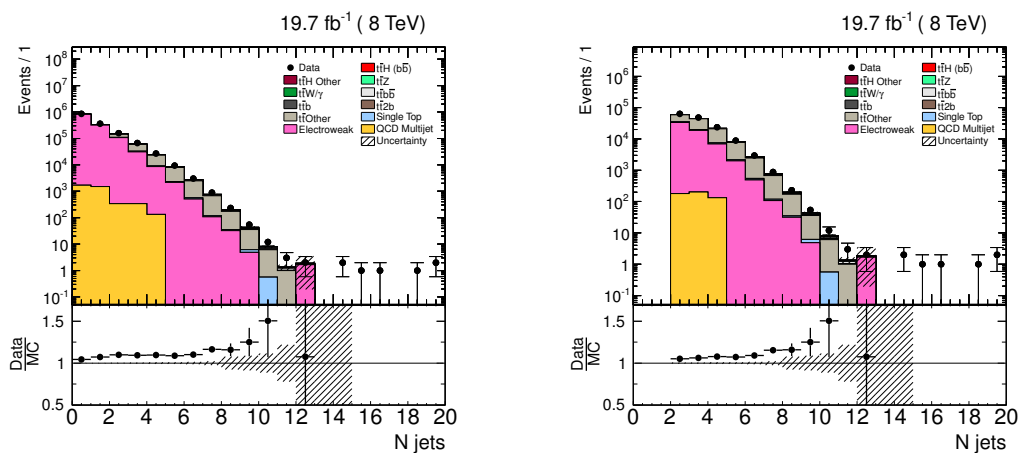 19.7 fb⁻¹ ( 8 TeV)
Events / 1
10⁸
10⁷
10⁶
10⁵
10⁴
10³
10²
10
1
10⁻¹
Data
tt̄H (bb̄)
tt̄H Other
tt̄Z
tt̄W/γ
tt̄bb̄
tt̄b
tt̄2b
tt̄Other
Single Top
Electroweak
QCD Multijet
Uncertainty
Data
MC
1.5
1
0.5
0 2 4 6 8 10 12 14 16 18 20
N jets
19.7 fb⁻¹ ( 8 TeV)
Events / 1
10⁶
10⁵
10⁴
10³
10²
10
1
10⁻¹
Data
tt̄H (bb̄)
tt̄H Other
tt̄Z
tt̄W/γ
tt̄bb̄
tt̄b
tt̄2b
tt̄Other
Single Top
Electroweak
QCD Multijet
Uncertainty
Data
MC
1.5
1
0.5
0 2 4 6 8 10 12 14 16 18 20
N jets